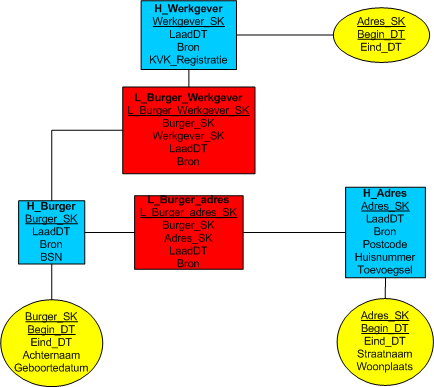 H_Werkgever
Werkgever_SK
LaadDT
Bron
KVK_Registratie
Adres_SK
Begin_DT
Eind_DT
L_Burger_Werkgever
L_Burger_Werkgever_SK
Burger_SK
Werkgever_SK
LaadDT
Bron
H_Burger
Burger_SK
LaadDT
Bron
BSN
L_Burger_adres
L_Burger_adres_SK
Burger_SK
Adres_SK
LaadDT
Bron
H_Adres
Adres_SK
LaadDT
Bron
Postcode
Huisnummer
Toevoegsel
Burger_SK
Begin_DT
Eind_DT
Achternaam
Geboortedatum
Adres_SK
Begin_DT
Eind_DT
Straatnaam
Woonplaats